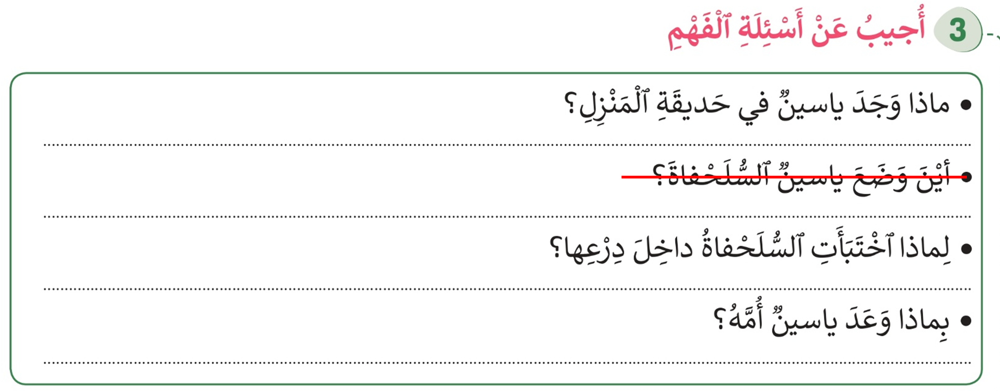 3 أُجيبُ عَنْ أَسْئِلَةِ ٱلْفَهْمِ
• ماذا وَجَدَ ياسينٌ في حَديقَةِ ٱلْمَنْزِلِ؟
• أيْنَ وَضَعَ ياسينٌ ٱلسُّلَحْفاةَ؟
• لِماذا ٱخْتَبَأَتِ ٱلسُّلَحْفاةُ داخِلَ دِرْعِها؟
• بِماذا وَعَدَ ياسينٌ أُمَّهُ؟